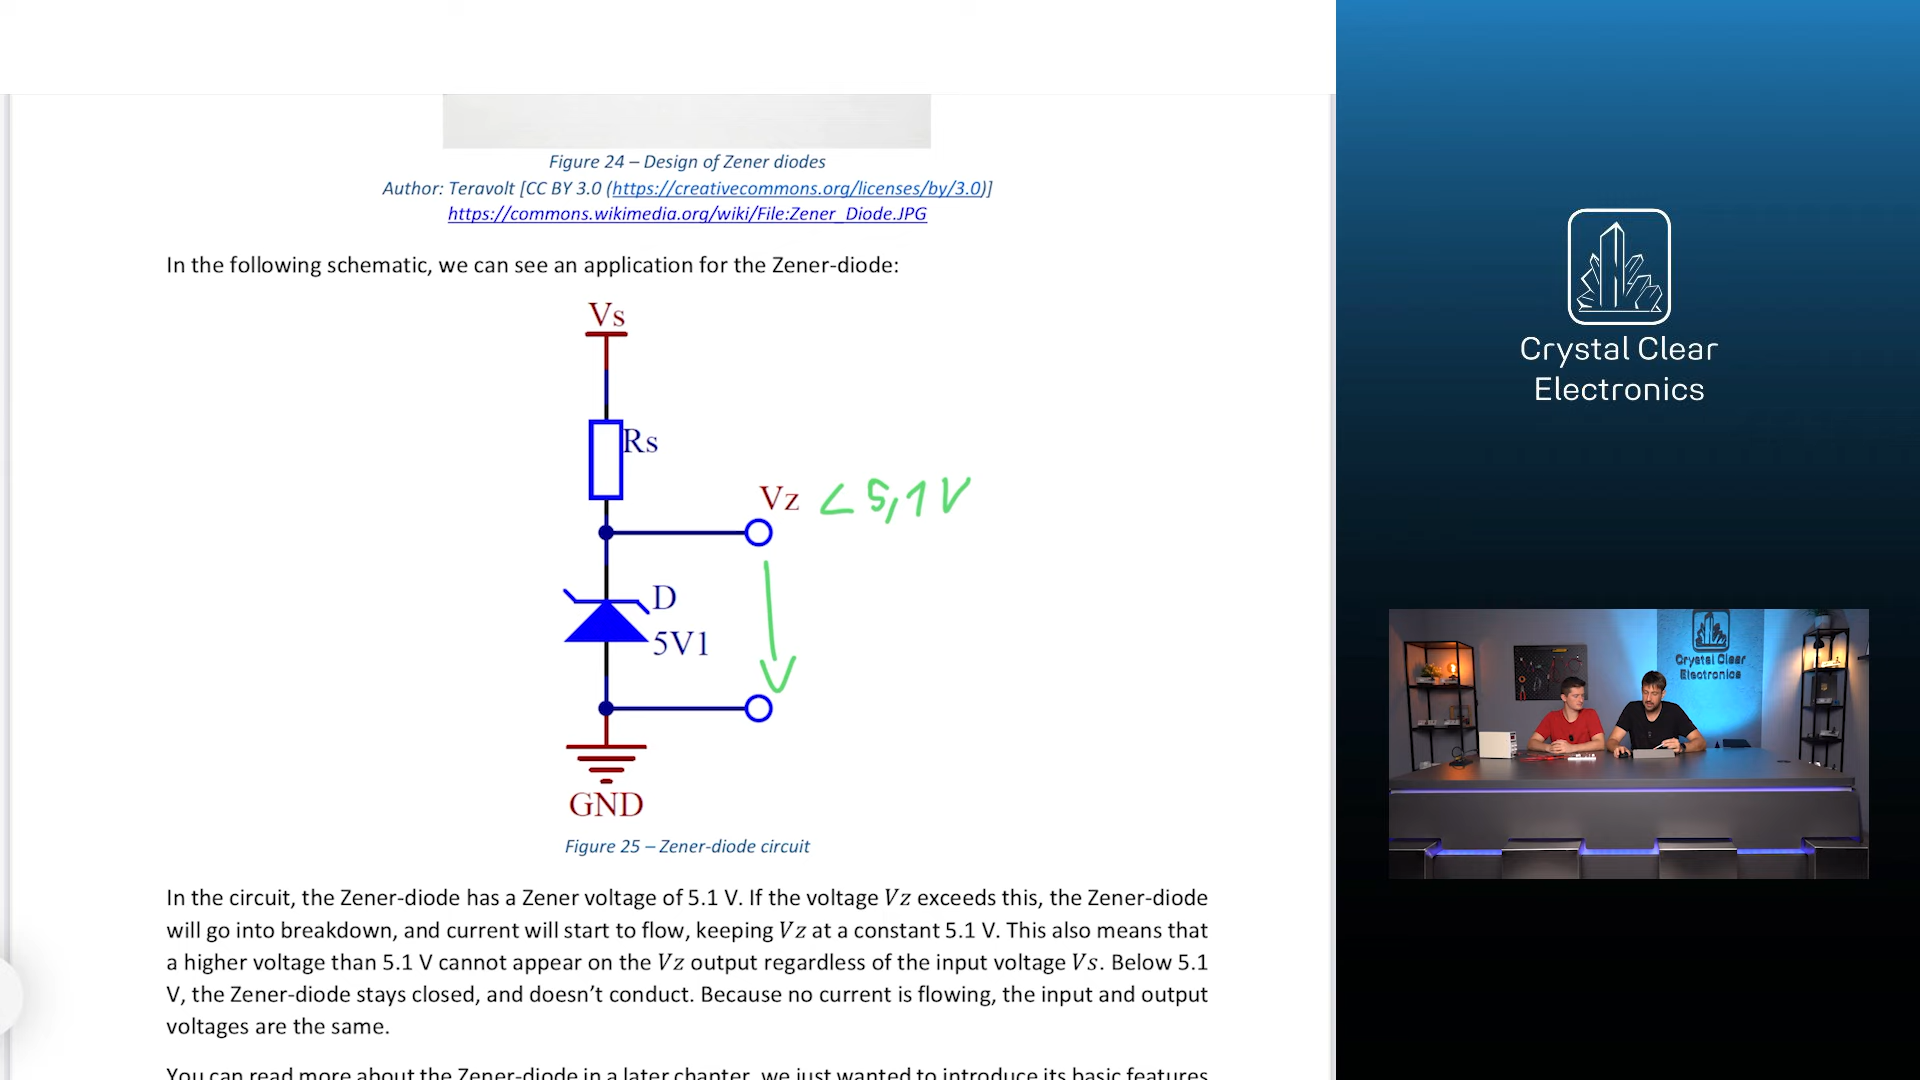 Figure 24 – Design of Zener diodes
Author: Teravolt [CC BY 3.0 (https://creativecommons.org/licenses/by/3.0)]
https://commons.wikimedia.org/wiki/File:Zener_Diode.JPG
In the following schematic, we can see an application for the Zener-diode:
Vs
Rs
Vz < 5,1 V
D
5V1
GND
Figure 25 – Zener-diode circuit
In the circuit, the Zener-diode has a Zener voltage of 5.1 V. If the voltage Vz exceeds this, the Zener-diode
will go into breakdown, and current will start to flow, keeping Vz at a constant 5.1 V. This also means that
a higher voltage than 5.1 V cannot appear on the Vz output regardless of the input voltage Vs. Below 5.1
V, the Zener-diode stays closed, and doesn't conduct. Because no current is flowing, the input and output
voltages are the same.
You can read more about the Zener-diode in a later chapter, we just wanted to introduce its basic features
Crystal Clear
Electronics
Crystal Clear
Electronics